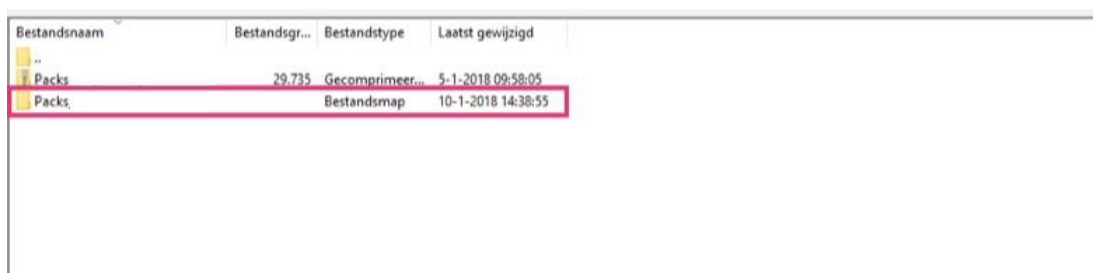 Bestandsnaam Bestandsgr... Bestandstype Laatst gewijzigd
..
Packs 29.735 Gecomprimeer... 5-1-2018 09:58:05
Packs Bestandsmap 10-1-2018 14:38:55